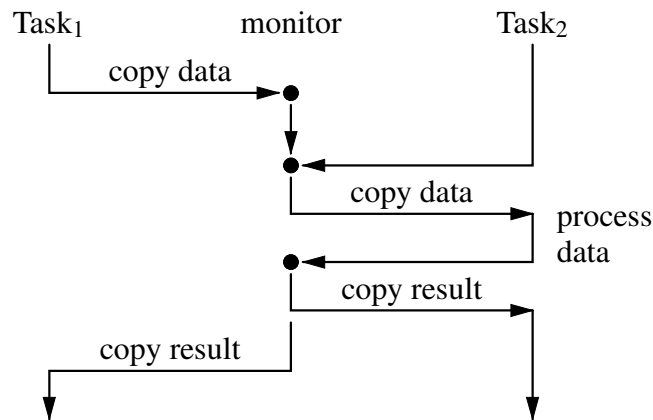 Task₁ monitor Task₂
copy data
copy data
process
data
copy result
copy result